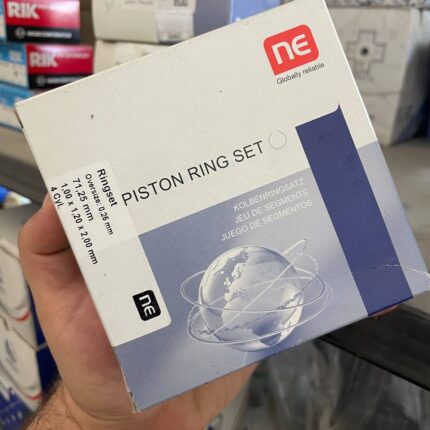 RIK
RIK
NE
Globally reliable
PISTON RING SET
KOLBENRINGSATZ
JEU DE SEGMENTS
JUEGO DE SEGMENTOS
Ringset
Oversize: 0,26 mm
71,25 mm
1,00 x 1,20 x 2,00 mm
4 Cyl.
NE